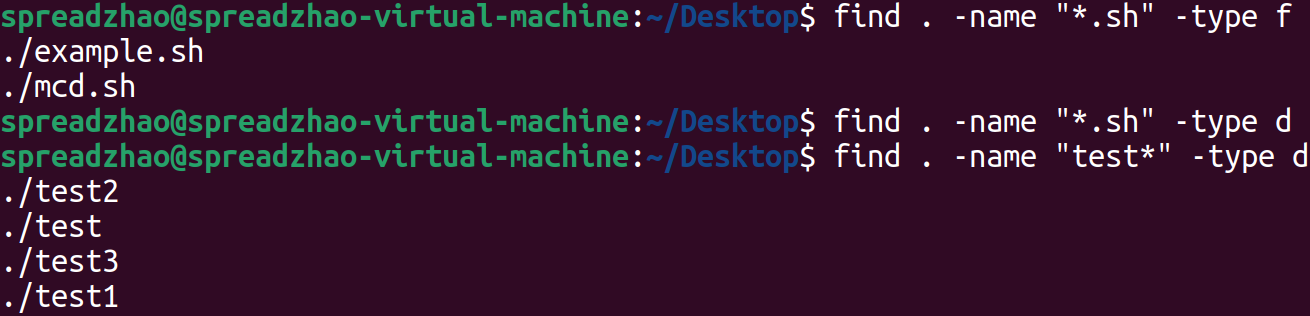 spreadzhao@spreadzhao-virtual-machine:~/Desktop$ find . -name "*.sh" -type f
./example.sh
./mcd.sh
spreadzhao@spreadzhao-virtual-machine:~/Desktop$ find . -name "*.sh" -type d
spreadzhao@spreadzhao-virtual-machine:~/Desktop$ find . -name "test*" -type d
./test2
./test
./test3
./test1